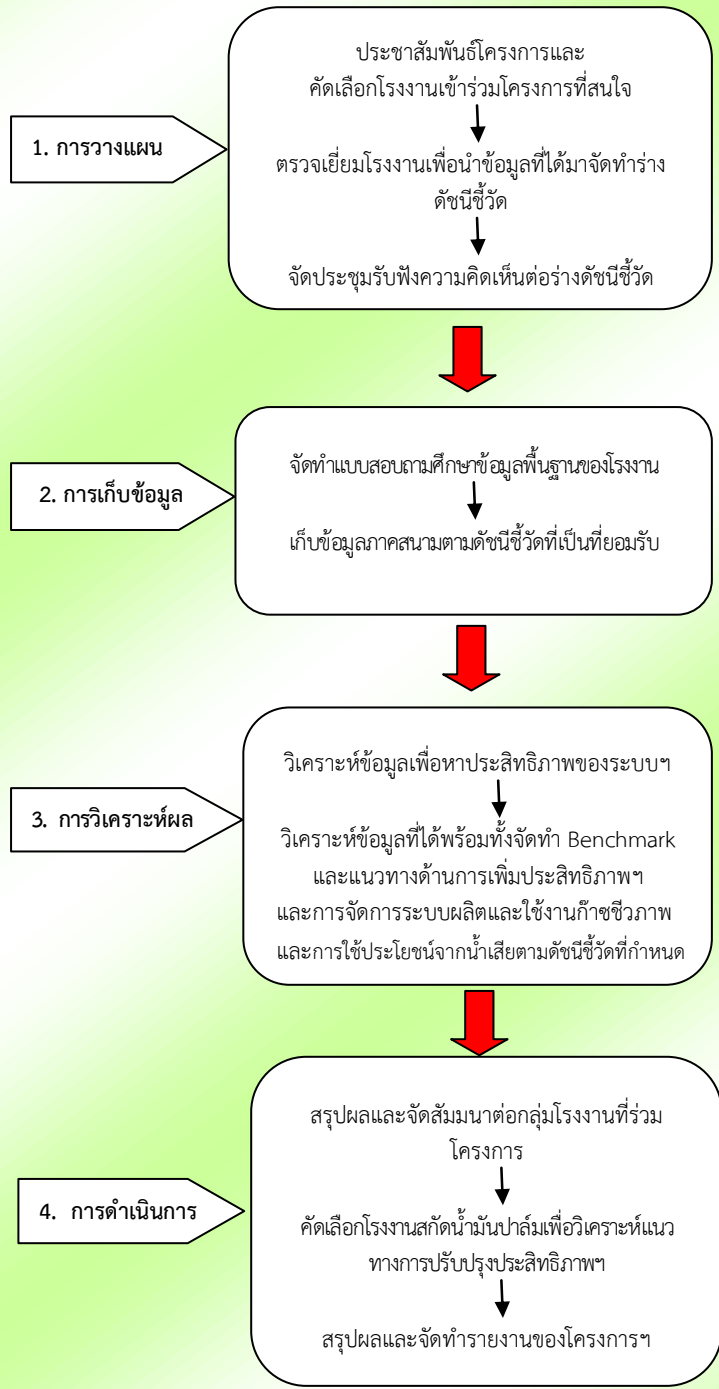 ประชาสัมพันธ์โครงการและ
คัดเลือกโรงงานเข้าร่วมโครงการที่สนใจ
1. การวางแผน
ตรวจเยี่ยมโรงงานเพื่อนำข้อมูลที่ได้มาจัดทำร่าง
ดัชนีชี้วัด
จัดประชุมรับฟังความคิดเห็นต่อร่างดัชนีชี้วัด
2. การเก็บข้อมูล
จัดทำแบบสอบถามศึกษาข้อมูลพื้นฐานของโรงงาน
เก็บข้อมูลภาคสนามตามดัชนีชี้วัดที่เป็นที่ยอมรับ
3. การวิเคราะห์ผล
วิเคราะห์ข้อมูลเพื่อหาประสิทธิภาพของระบบฯ
วิเคราะห์ข้อมูลที่ได้พร้อมทั้งจัดทำ Benchmark
และแนวทางด้านการเพิ่มประสิทธิภาพฯ
และการจัดการระบบผลิตและใช้งานก๊าซชีวภาพ
และการใช้ประโยชน์จากน้ำเสียตามดัชนีชี้วัดที่กำหนด
4. การดำเนินการ
สรุปผลและจัดสัมมนาต่อกลุ่มโรงงานที่ร่วม
โครงการ
คัดเลือกโรงงานสกัดน้ำมันปาล์มเพื่อวิเคราะห์แนว
ทางการปรับปรุงประสิทธิภาพฯ
สรุปผลและจัดทำรายงานของโครงการฯ